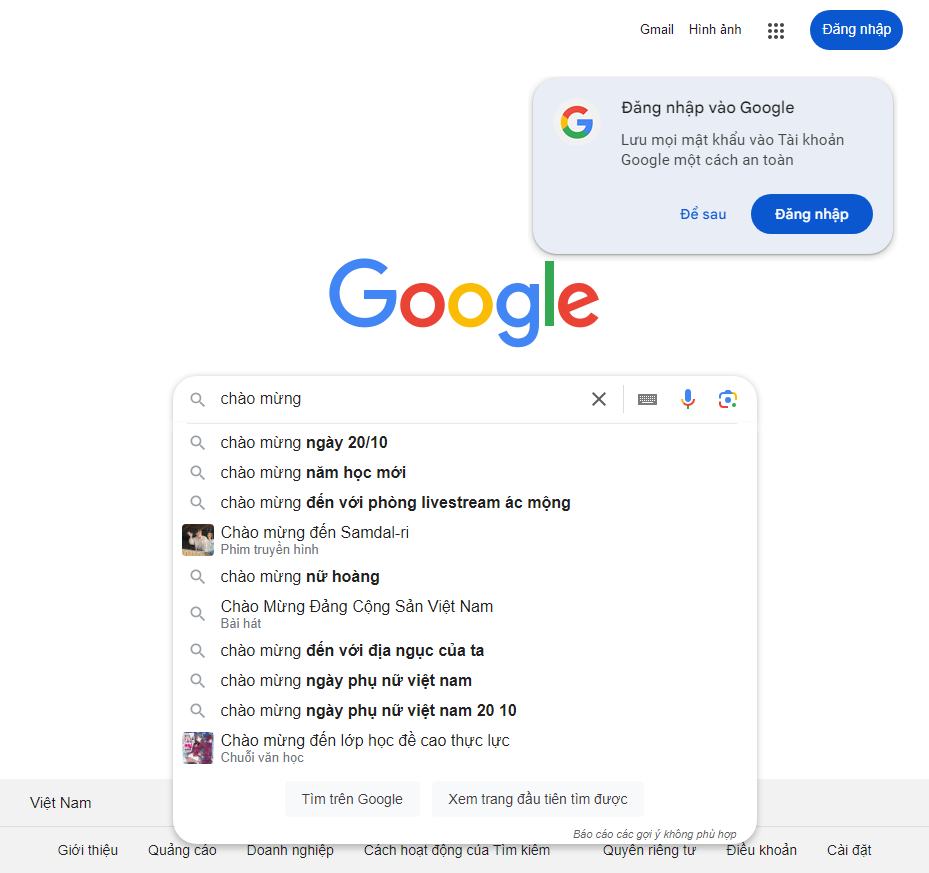 Gmail Hình ảnh Đăng nhập
Đăng nhập vào Google
Lưu mọi mật khẩu vào Tài khoản
Google một cách an toàn
Để sau Đăng nhập
Google
chào mừng
chào mừng ngày 20/10
chào mừng năm học mới
chào mừng đến với phòng livestream ác mộng
Chào mừng đến Samdal-ri
Phim truyền hình
chào mừng nữ hoàng
Chào Mừng Đảng Cộng Sản Việt Nam
Bài hát
chào mừng đến với địa ngục của ta
chào mừng ngày phụ nữ việt nam
chào mừng ngày phụ nữ việt nam 20 10
Chào mừng đến lớp học đề cao thực lực
Chuỗi văn học
Tìm trên Google Xem trang đầu tiên tìm được
Báo cáo các gợi ý không phù hợp
Việt Nam
Giới thiệu Quảng cáo Doanh nghiệp Cách hoạt động của Tìm kiếm Quyền riêng tư Điều khoản Cài đặt